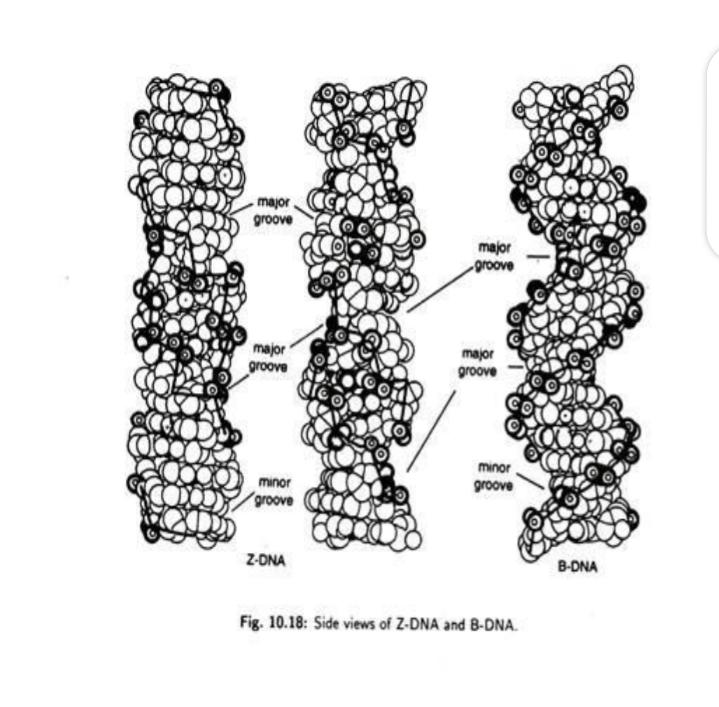 major
groove
major
groove
major
groove
major
groove
minor
groove
minor
groove
Z-DNA
B-DNA
Fig. 10.18: Side views of Z-DNA and B-DNA.